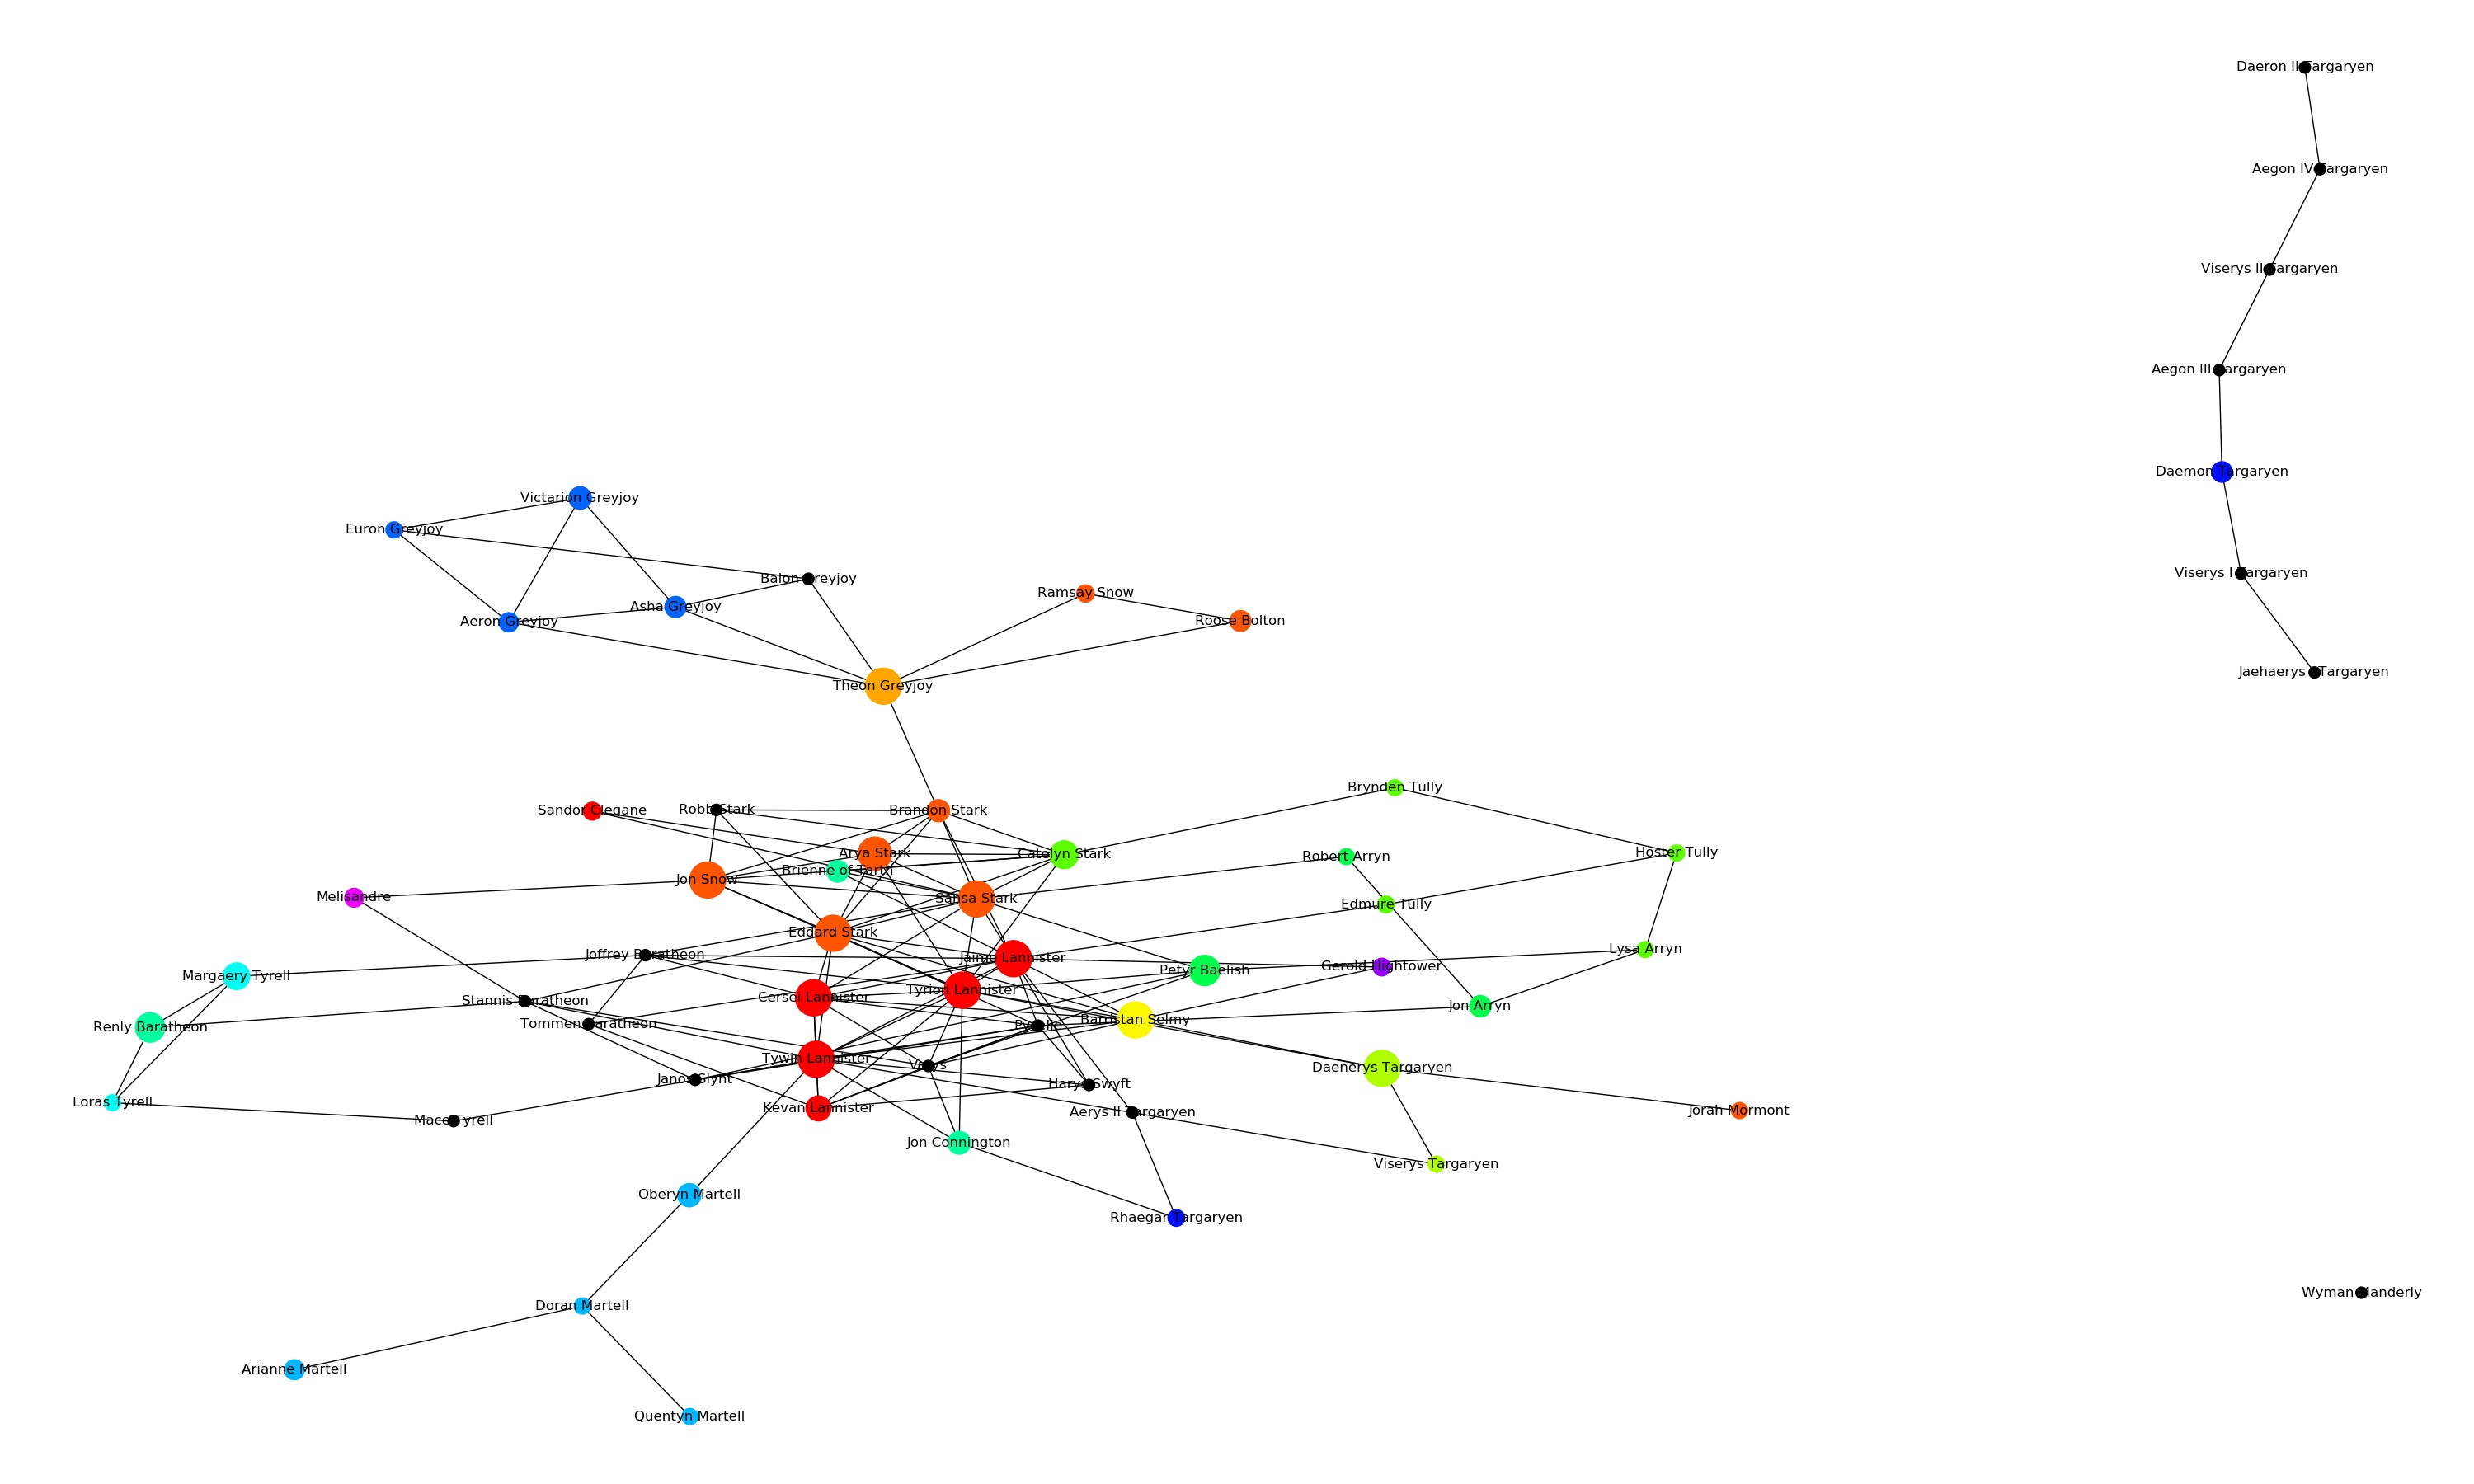 Daeron II Targaryen
Aegon IV Targaryen
Viserys II Targaryen
Aegon III Targaryen
Daemon Targaryen
Victarion Greyjoy
Euron Greyjoy
Viserys I Targaryen
Balon Greyjoy
Ramsay Snow
Asha Greyjoy
Aeron Greyjoy
Roose Bolton
Jaehaerys I Targaryen
Theon Greyjoy
Brynden Tully
Sandor Clegane
Robb Stark
Brandon Stark
Arya Stark
Catelyn Stark
Hoster Tully
Robert Arryn
Brienne of Tarth
Jon Snow
Melisandre
Sansa Stark
Edmure Tully
Eddard Stark
Lysa Arryn
Joffrey Baratheon
Jaime Lannister
Gerold Hightower
Petyr Baelish
Margaery Tyrell
Tyrion Lannister
Cersei Lannister
Stannis Baratheon
Jon Arryn
Barristan Selmy
Tommen Baratheon
Pycelle
Renly Baratheon
Tywin Lannister
Varys
Daenerys Targaryen
Janos Slynt
Harys Swyft
Loras Tyrell
Kevan Lannister
Jorah Mormont
Aerys II Targaryen
Mace Tyrell
Jon Connington
Viserys Targaryen
Oberyn Martell
Rhaegar Targaryen
Wyman Manderly
Doran Martell
Arianne Martell
Quentyn Martell